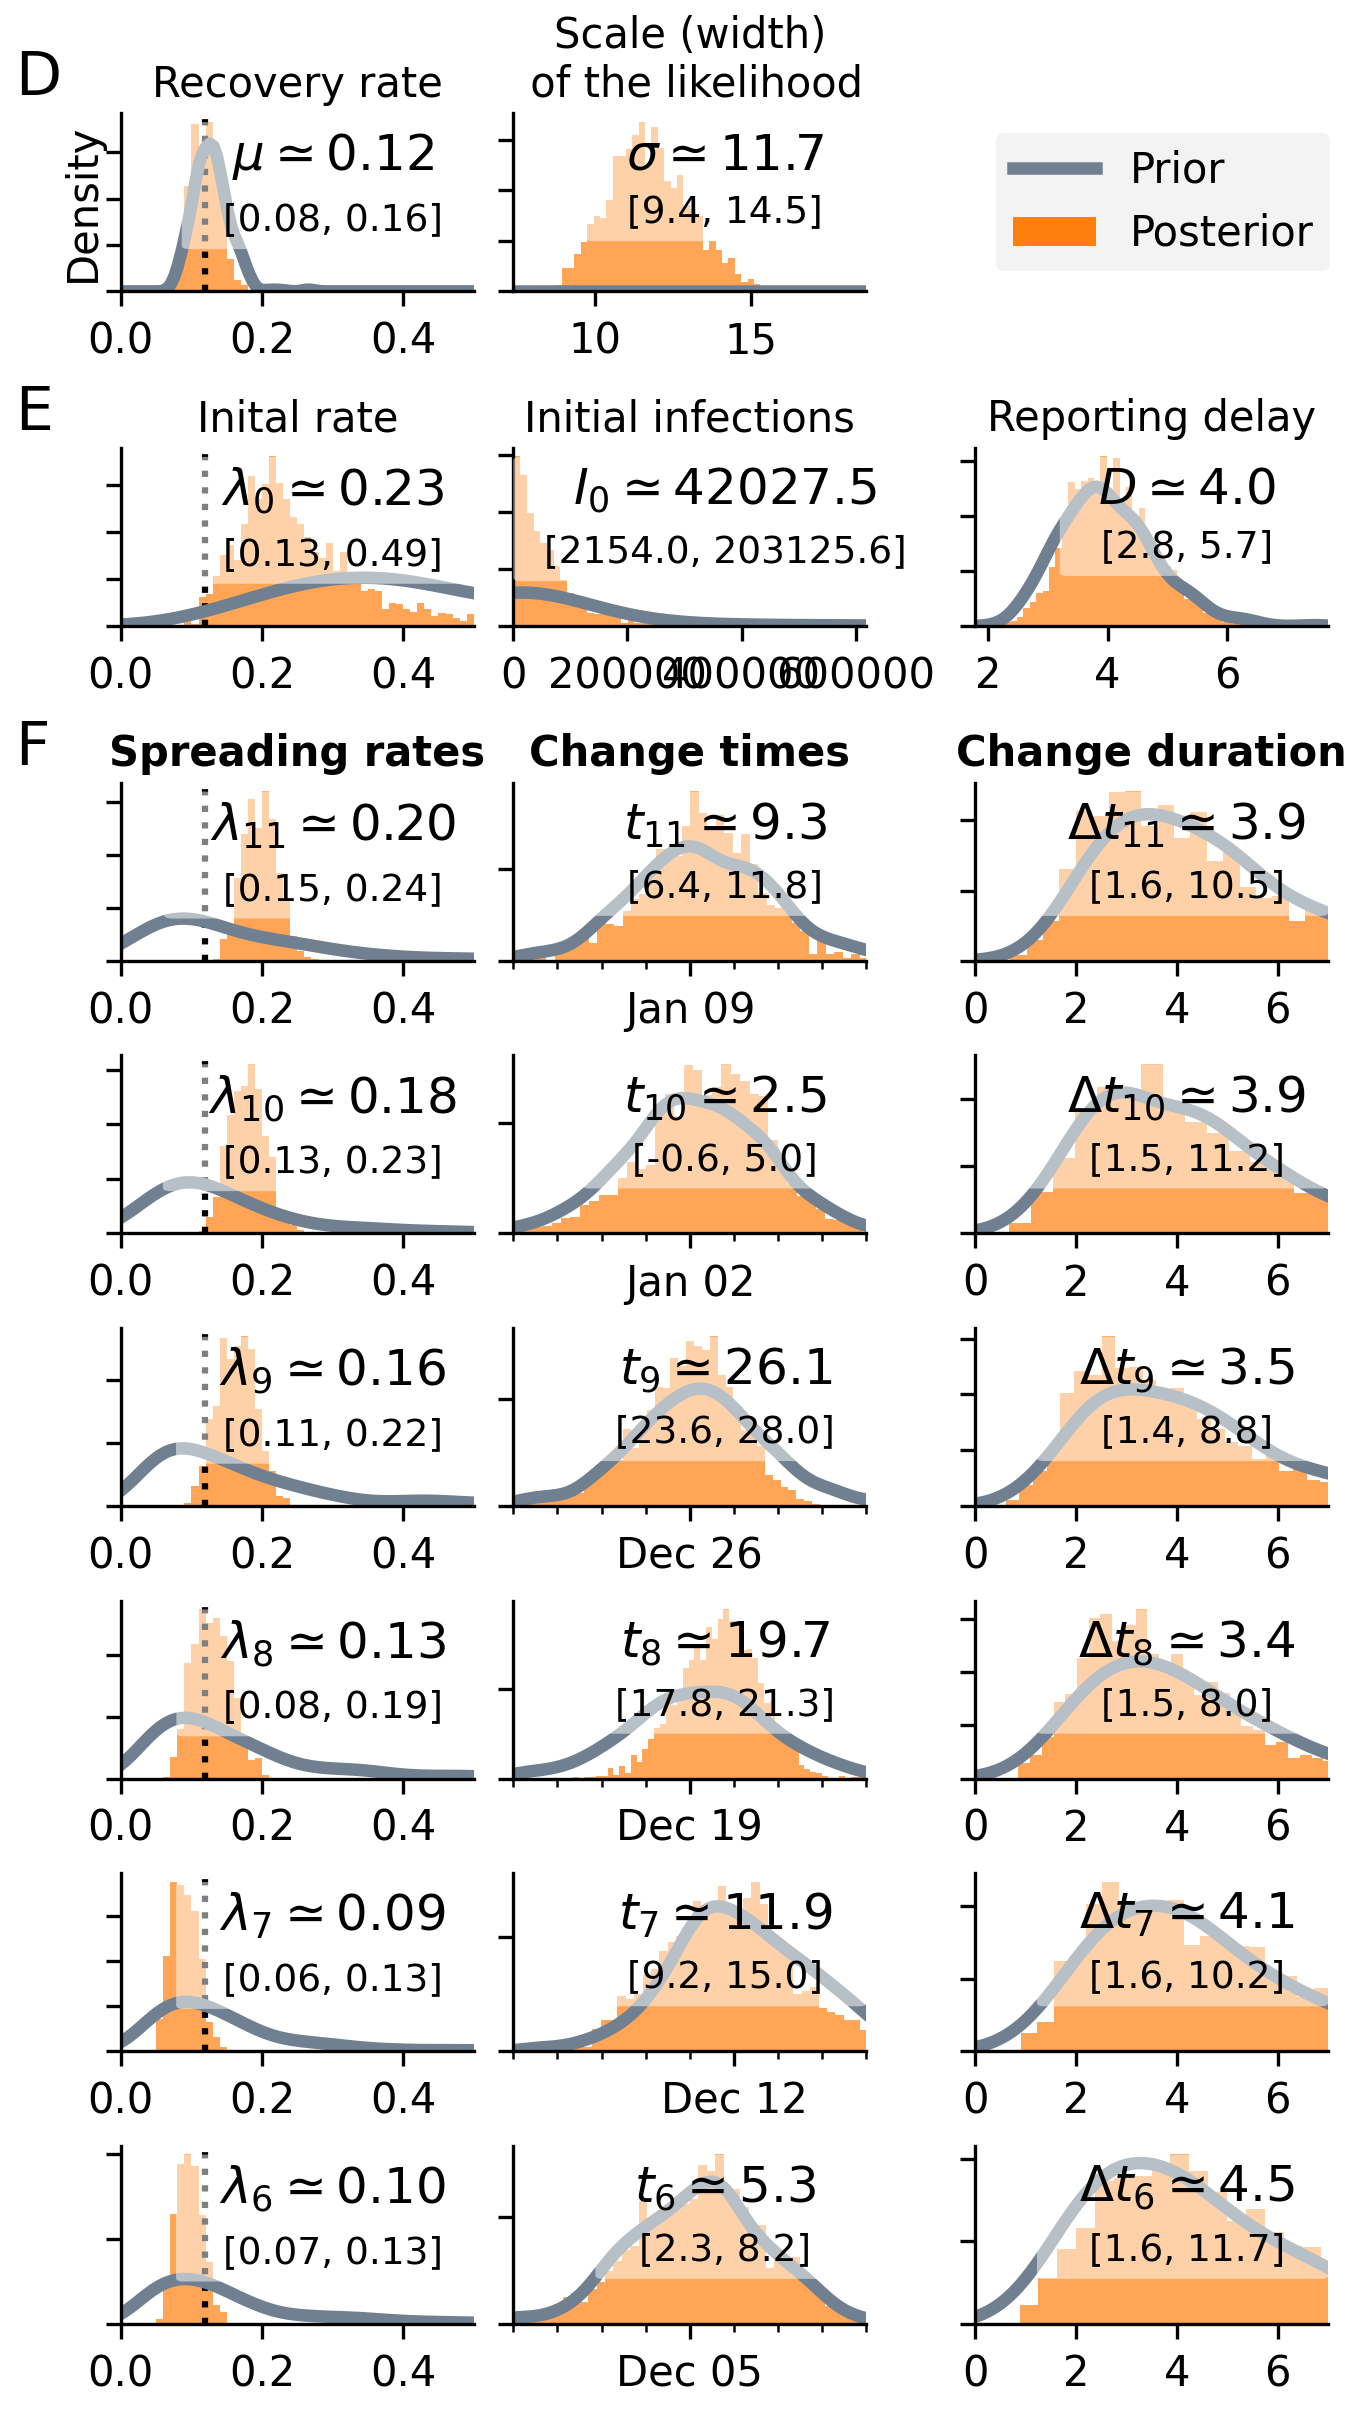 D
Recovery rate
Scale (width)
of the likelihood
Density
μ ≃ 0.12
[0.08, 0.16]
σ ≃ 11.7
[9.4, 14.5]
Prior
Posterior
0.0 0.2 0.4
10 15
E
Inital rate
Initial infections
Reporting delay
λ0 ≃ 0.23
[0.13, 0.49]
I0 ≃ 42027.5
[2154.0, 203125.6]
D ≃ 4.0
[2.8, 5.7]
0.0 0.2 0.4
0 200000 400000 600000
2 4 6
F
Spreading rates
Change times
Change duration
λ11 ≃ 0.20
[0.15, 0.24]
t11 ≃ 9.3
[6.4, 11.8]
Δt11 ≃ 3.9
[1.6, 10.5]
0.0 0.2 0.4
Jan 09
0 2 4 6
λ10 ≃ 0.18
[0.13, 0.23]
t10 ≃ 2.5
[-0.6, 5.0]
Δt10 ≃ 3.9
[1.5, 11.2]
0.0 0.2 0.4
Jan 02
0 2 4 6
λ9 ≃ 0.16
[0.11, 0.22]
t9 ≃ 26.1
[23.6, 28.0]
Δt9 ≃ 3.5
[1.4, 8.8]
0.0 0.2 0.4
Dec 26
0 2 4 6
λ8 ≃ 0.13
[0.08, 0.19]
t8 ≃ 19.7
[17.8, 21.3]
Δt8 ≃ 3.4
[1.5, 8.0]
0.0 0.2 0.4
Dec 19
0 2 4 6
λ7 ≃ 0.09
[0.06, 0.13]
t7 ≃ 11.9
[9.2, 15.0]
Δt7 ≃ 4.1
[1.6, 10.2]
0.0 0.2 0.4
Dec 12
0 2 4 6
λ6 ≃ 0.10
[0.07, 0.13]
t6 ≃ 5.3
[2.3, 8.2]
Δt6 ≃ 4.5
[1.6, 11.7]
0.0 0.2 0.4
Dec 05
0 2 4 6